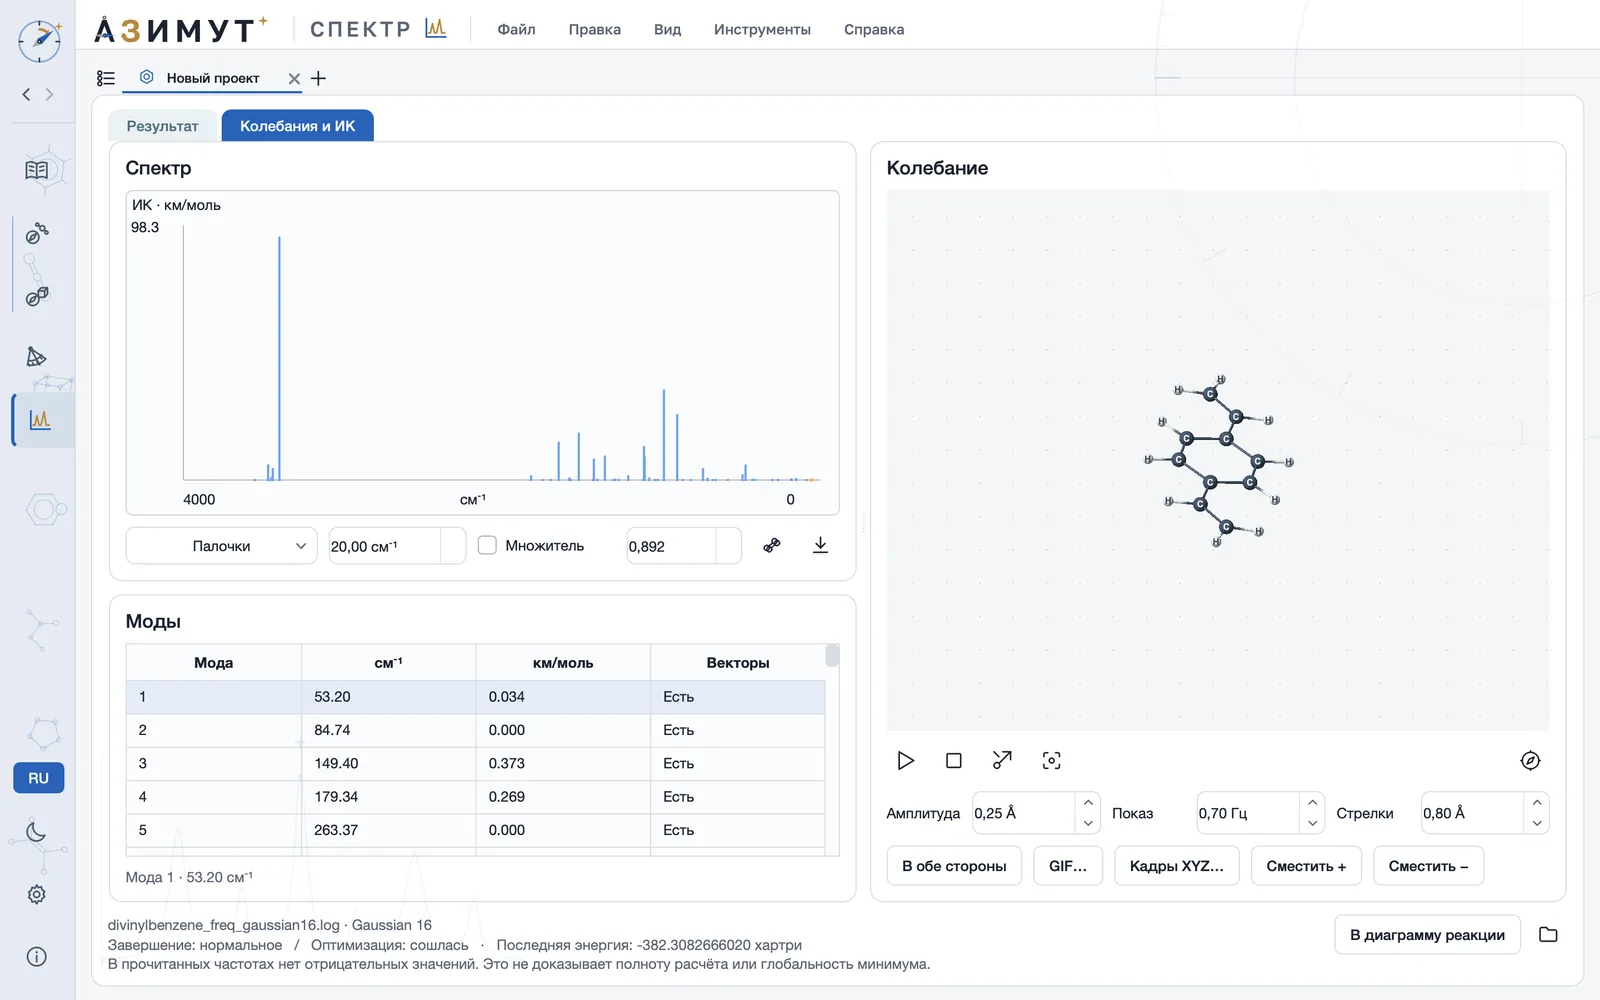 АЗИМУТ
СПЕКТР
Файл
Правка
Вид
Инструменты
Справка
Новый проект
Результат
Колебания и ИК
Спектр
ИК · км/моль
98.3
4000
см⁻¹
0
Палочки
20,00 см⁻¹
Множитель
0,892
Моды
Мода см⁻¹ км/моль Векторы
1 53.20 0.034 Есть
2 84.74 0.000 Есть
3 149.40 0.373 Есть
4 179.34 0.269 Есть
5 263.37 0.000 Есть
Мода 1 · 53.20 см⁻¹
Колебание
H
H
C
C
H
H
C
C
H
C
C
H
C
C
H
H
C
C
H
H
Амплитуда 0,25 Å Показ 0,70 Гц Стрелки 0,80 Å
В обе стороны
GIF...
Кадры XYZ...
Сместить +
Сместить –
RU
divinylbenzene_freq_gaussian16.log · Gaussian 16
Завершение: нормальное / Оптимизация: сошлась · Последняя энергия: -382.3082666020 хартри
В прочитанных частотах нет отрицательных значений. Это не доказывает полноту расчёта или глобальность минимума.
В диаграмму реакции